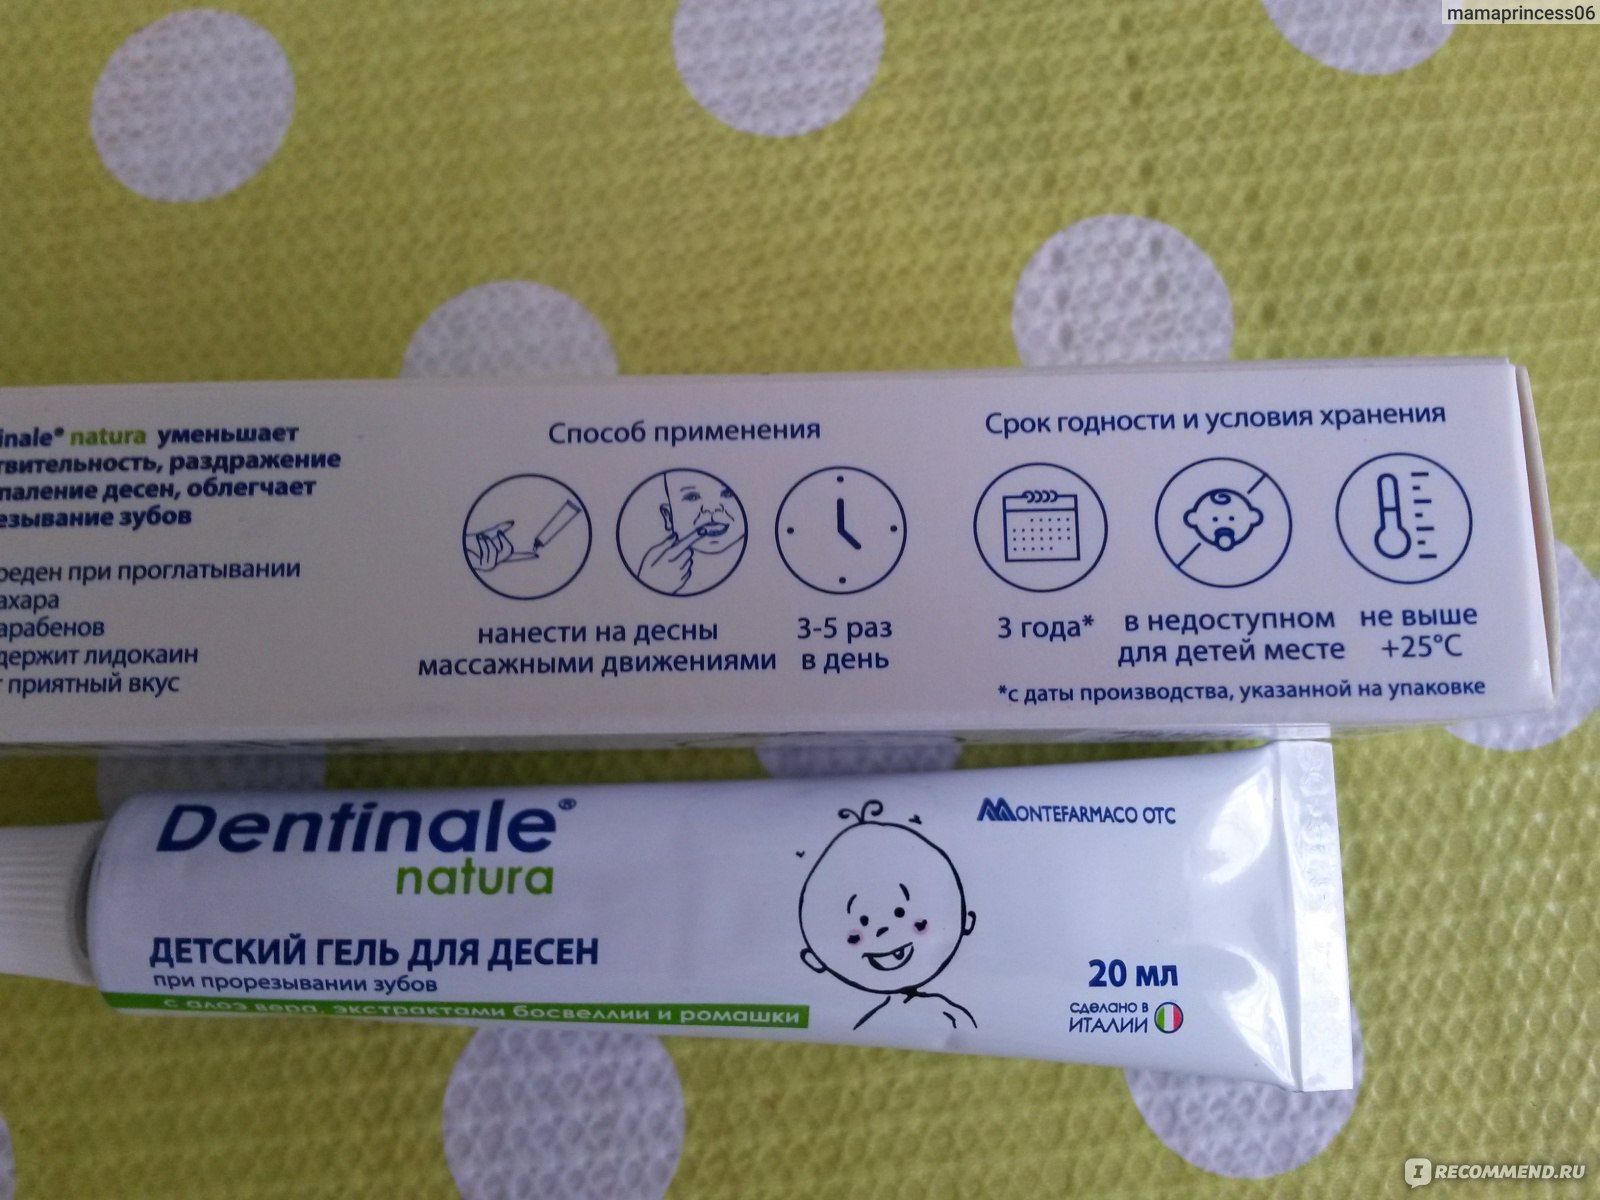 mamaprincess06
inale® natura уменьшает
твительность, раздражение
паление десен, облегчает
езывание зубов
реден при проглатывании
ахара
арабенов
держит лидокаин
т приятный вкус
Способ применения
нанести на десны
массажными движениями
3-5 раз
в день
Срок годности и условия хранения
3 года*
в недоступном
для детей месте
не выше
+25°C
*с даты производства, указанной на упаковке
Dentinale®
natura
ДЕТСКИЙ ГЕЛЬ ДЛЯ ДЕСЕН
при прорезывании зубов
с алоэ вера, экстрактами босвеллии и ромашки
MONTEFARMACO OTC
20 мл
СДЕЛАНО В
ИТАЛИИ
RECOMMEND.RU